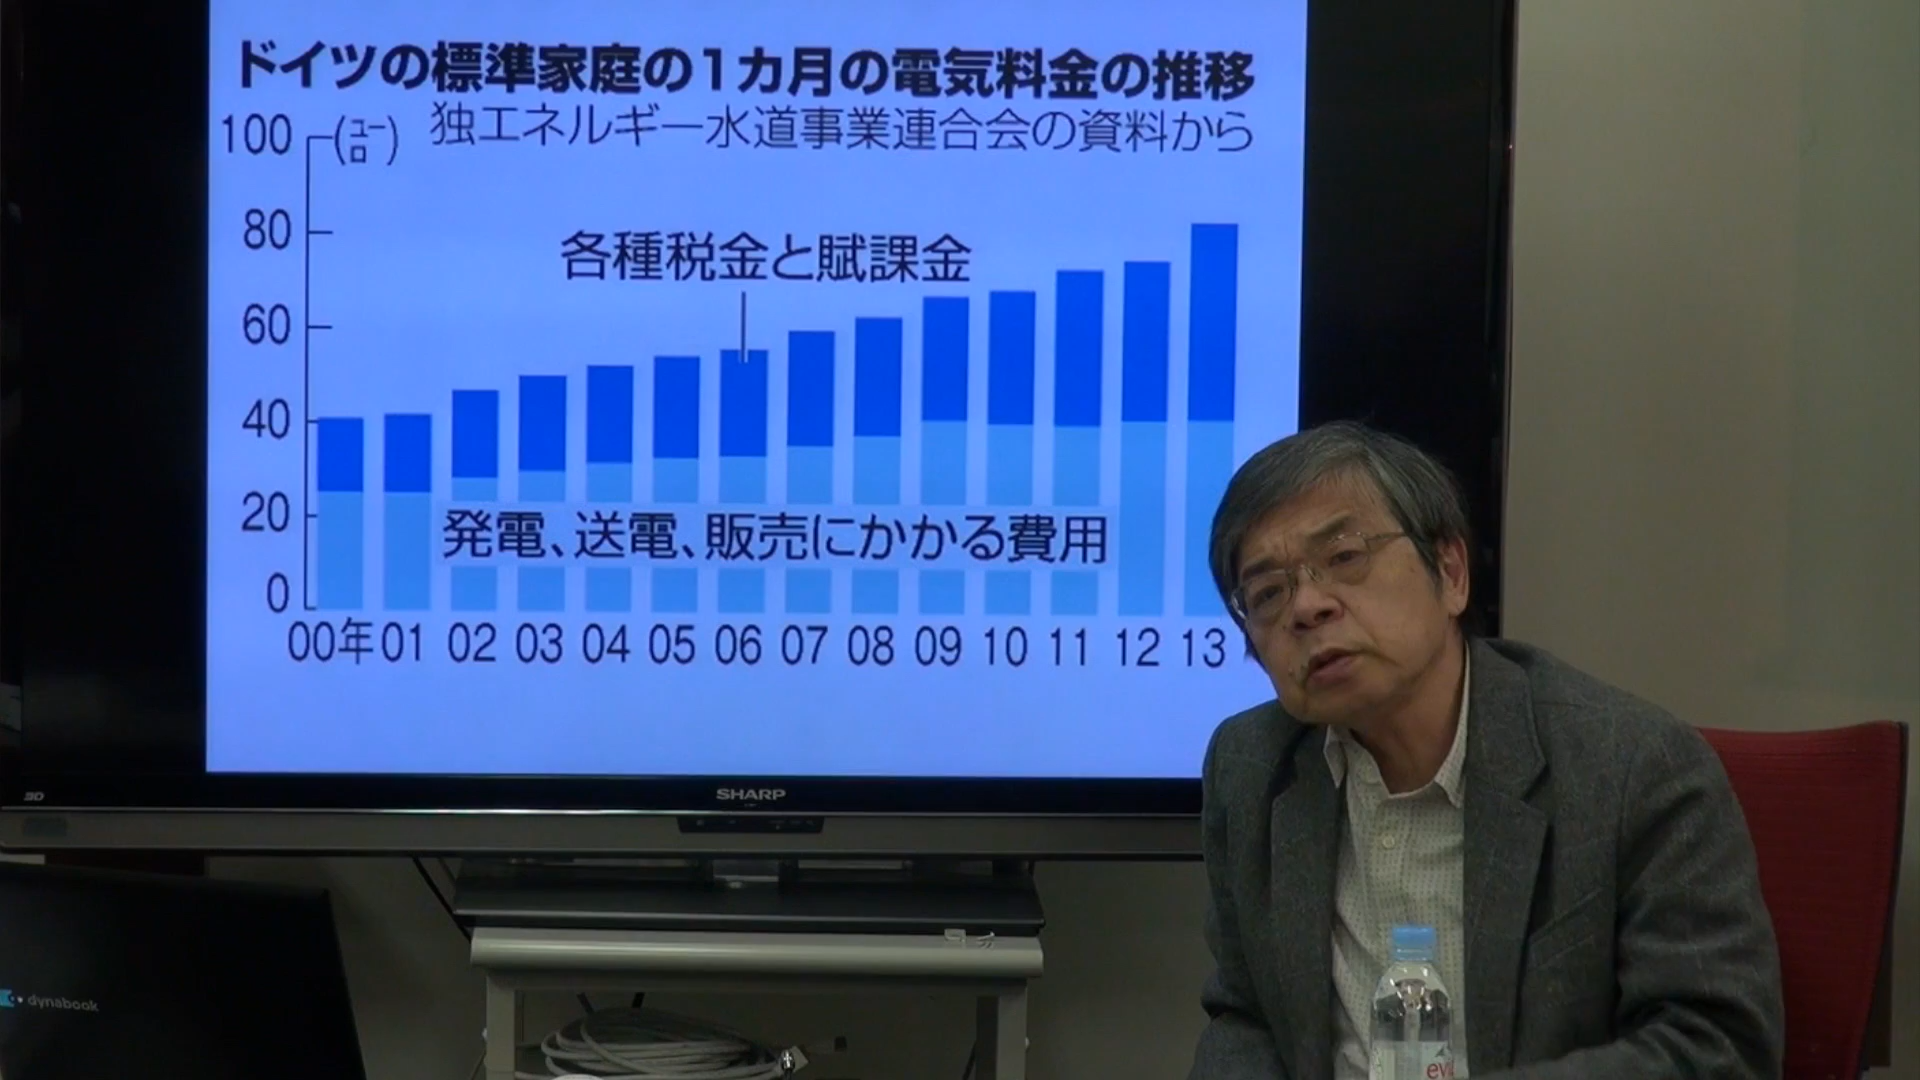 ドイツの標準家庭の1カ月の電気料金の推移
独エネルギー水道事業連合会の資料から
100 (ユーロ)
80
各種税金と賦課金
60
40
20
発電、送電、販売にかかる費用
0
00年 01 02 03 04 05 06 07 08 09 10 11 12 13
3D
SHARP
dynabook
evi